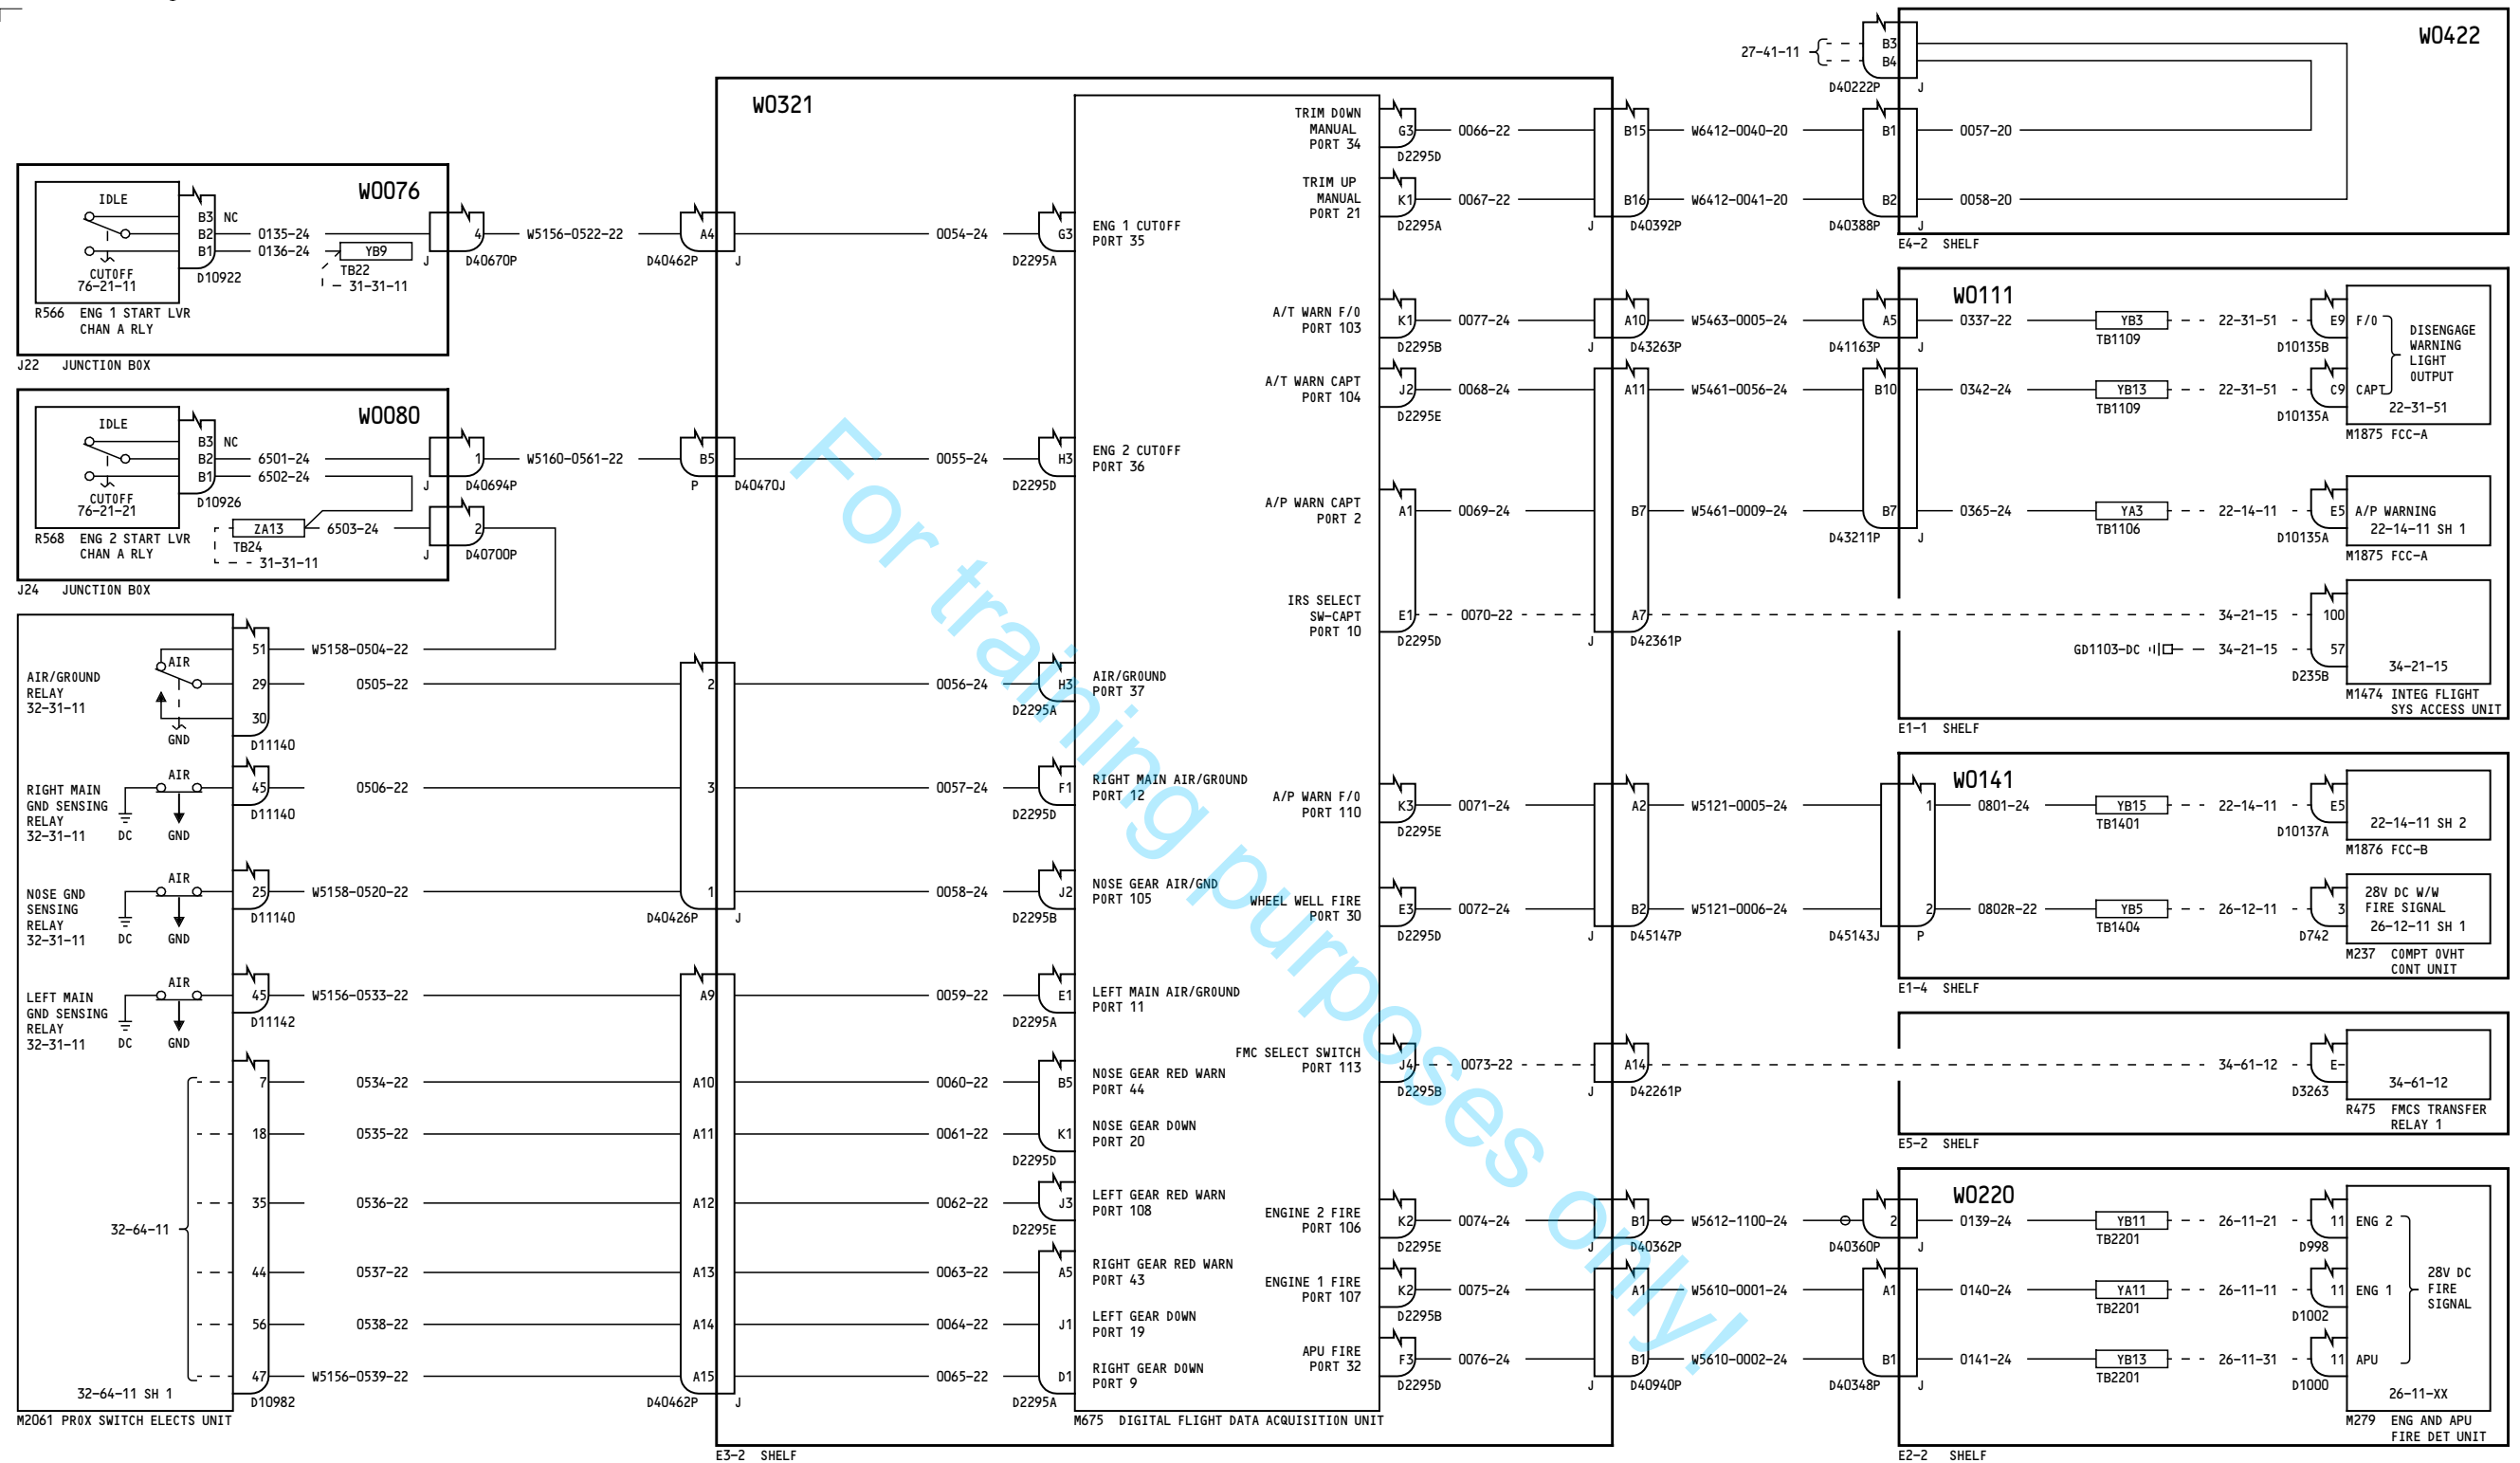 27-41-11
B3
B4
D40222P
J
W0422
B1
0057-20
B2
0058-20
D40388P
E4-2 SHELF
W0321
TRIM DOWN
MANUAL
PORT 34
G3
0066-22
B15
W6412-0040-20
D2295D
TRIM UP
MANUAL
PORT 21
K1
0067-22
B16
W6412-0041-20
D2295A
J
D40392P
W0076
IDLE
B3 NC
B2 0135-24
B1 0136-24
YB9
TB22
31-31-11
CUTOFF
76-21-11
D10922
R566 ENG 1 START LVR
CHAN A RLY
J22 JUNCTION BOX
4
J
D40670P
W5156-0522-22
A4
D40462P
J
0054-24
G3
D2295A
ENG 1 CUTOFF
PORT 35
W0080
IDLE
B3 NC
B2 6501-24
B1 6502-24
CUTOFF
76-21-21
D10926
ZA13
6503-24
TB24
31-31-11
R568 ENG 2 START LVR
CHAN A RLY
J24 JUNCTION BOX
1
J
D40694P
2
J
D40700P
W5160-0561-22
B5
P
D40470J
0055-24
H3
D2295D
ENG 2 CUTOFF
PORT 36
AIR/GROUND
RELAY
32-31-11
AIR
GND
51
W5158-0504-22
29
0505-22
30
D11140
2
0056-24
H3
D2295A
AIR/GROUND
PORT 37
RIGHT MAIN
GND SENSING
RELAY
32-31-11
AIR
DC
GND
45
D11140
0506-22
3
0057-24
F1
D2295D
RIGHT MAIN AIR/GROUND
PORT 12
NOSE GND
SENSING
RELAY
32-31-11
AIR
DC
GND
25
D11140
W5158-0520-22
1
D40426P
J
0058-24
J2
D2295B
NOSE GEAR AIR/GND
PORT 105
LEFT MAIN
GND SENSING
RELAY
32-31-11
AIR
DC
GND
45
D11142
W5156-0533-22
A9
0059-22
E1
D2295A
LEFT MAIN AIR/GROUND
PORT 11
32-64-11
7
0534-22
A10
0060-22
B5
NOSE GEAR RED WARN
PORT 44
18
0535-22
A11
0061-22
K1
D2295D
NOSE GEAR DOWN
PORT 20
35
0536-22
A12
0062-22
J3
D2295E
LEFT GEAR RED WARN
PORT 108
44
0537-22
A13
0063-22
A5
RIGHT GEAR RED WARN
PORT 43
56
0538-22
A14
0064-22
J1
LEFT GEAR DOWN
PORT 19
47
W5156-0539-22
A15
0065-22
D1
D2295A
RIGHT GEAR DOWN
PORT 9
32-64-11 SH 1
D10982
D40462P
J
M2061 PROX SWITCH ELECTS UNIT
M675 DIGITAL FLIGHT DATA ACQUISITION UNIT
E3-2 SHELF
A/T WARN F/O
PORT 103
K1
D2295B
0077-24
A10
J
D43263P
W5463-0005-24
A5
D41163P
J
W0111
0337-22
YB3
TB1109
22-31-51
E9
D10135B
F/O
DISENGAGE
WARNING
LIGHT
OUTPUT
A/T WARN CAPT
PORT 104
J2
D2295E
0068-24
A11
W5461-0056-24
B10
0342-24
YB13
TB1109
22-31-51
C9
D10135A
CAPT
22-31-51
M1875 FCC-A
A/P WARN CAPT
PORT 2
A1
0069-24
B7
W5461-0009-24
B7
D43211P
J
0365-24
YA3
TB1106
22-14-11
E5
D10135A
A/P WARNING
22-14-11 SH 1
M1875 FCC-A
IRS SELECT
SW-CAPT
PORT 10
E1
D2295D
0070-22
A7
J
D42361P
34-21-15
100
GD1103-DC
34-21-15
57
D235B
34-21-15
M1474 INTEG FLIGHT
SYS ACCESS UNIT
E1-1 SHELF
A/P WARN F/O
PORT 110
K3
D2295E
0071-24
A2
W5121-0005-24
1
W0141
0801-24
YB15
TB1401
22-14-11
E5
D10137A
22-14-11 SH 2
M1876 FCC-B
WHEEL WELL FIRE
PORT 30
E3
D2295D
0072-24
B2
J
D45147P
W5121-0006-24
2
D45143J
P
0802R-22
YB5
TB1404
26-12-11
3
D742
28V DC W/W
FIRE SIGNAL
26-12-11 SH 1
M237 COMPT OVHT
CONT UNIT
E1-4 SHELF
FMC SELECT SWITCH
PORT 113
J4
D2295B
0073-22
A14
J
D42261P
34-61-12
E-
D3263
34-61-12
R475 FMCS TRANSFER
RELAY 1
E5-2 SHELF
ENGINE 2 FIRE
PORT 106
K2
D2295E
0074-24
B1
J
D40362P
W5612-1100-24
2
D40360P
J
W0220
0139-24
YB11
TB2201
26-11-21
11
D998
ENG 2
ENGINE 1 FIRE
PORT 107
K2
D2295B
0075-24
A1
W5610-0001-24
A1
0140-24
YA11
TB2201
26-11-11
11
D1002
ENG 1
28V DC
FIRE
SIGNAL
APU FIRE
PORT 32
F3
D2295D
0076-24
B1
J
D40940P
W5610-0002-24
B1
D40348P
J
0141-24
YB13
TB2201
26-11-31
11
D1000
APU
26-11-XX
M279 ENG AND APU
FIRE DET UNIT
E2-2 SHELF
For training purposes only!